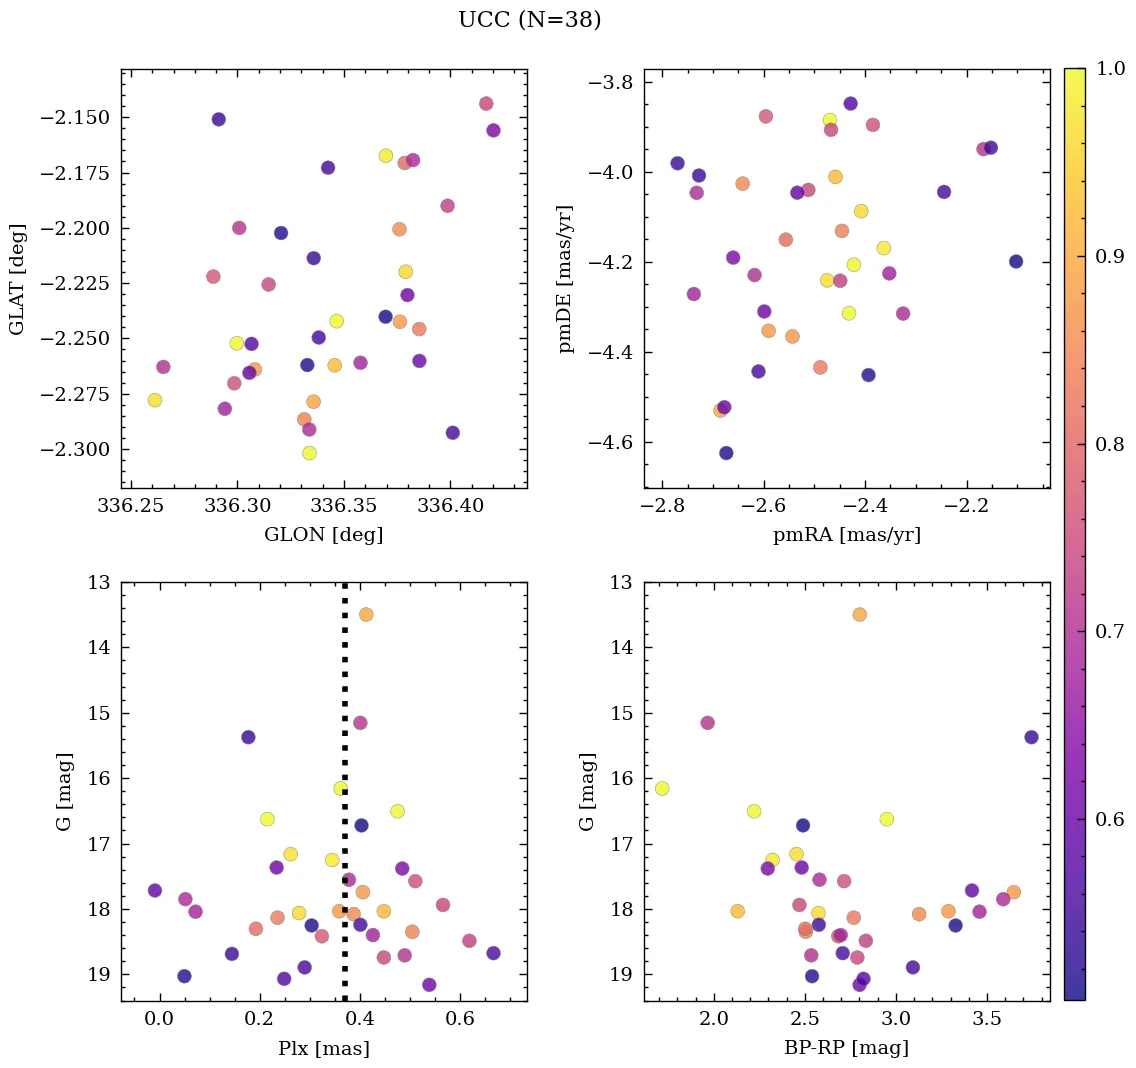 UCC (N=38)
−2.150
−2.175
−2.200
−2.225
−2.250
−2.275
−2.300
GLAT [deg]
336.25 336.30 336.35 336.40
GLON [deg]
−3.8
−4.0
−4.2
−4.4
−4.6
pmDE [mas/yr]
−2.8 −2.6 −2.4 −2.2
pmRA [mas/yr]
1.0
0.9
0.8
0.7
0.6
13
14
15
16
17
18
19
G [mag]
0.0 0.2 0.4 0.6
Plx [mas]
13
14
15
16
17
18
19
G [mag]
2.0 2.5 3.0 3.5
BP-RP [mag]